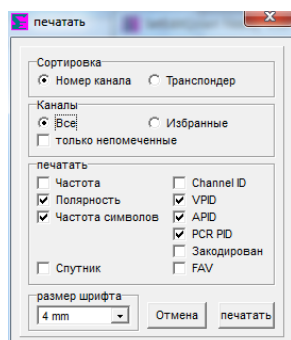 печатать
Сортировка
Номер канала Транспондер
Каналы
Все Избранные
только непомеченные
печатать
Частота Channel ID
Полярность VPID
Частота символов APID
PCR PID
Закодирован
Спутник FAV
размер шрифта
4 mm Отмена печатать